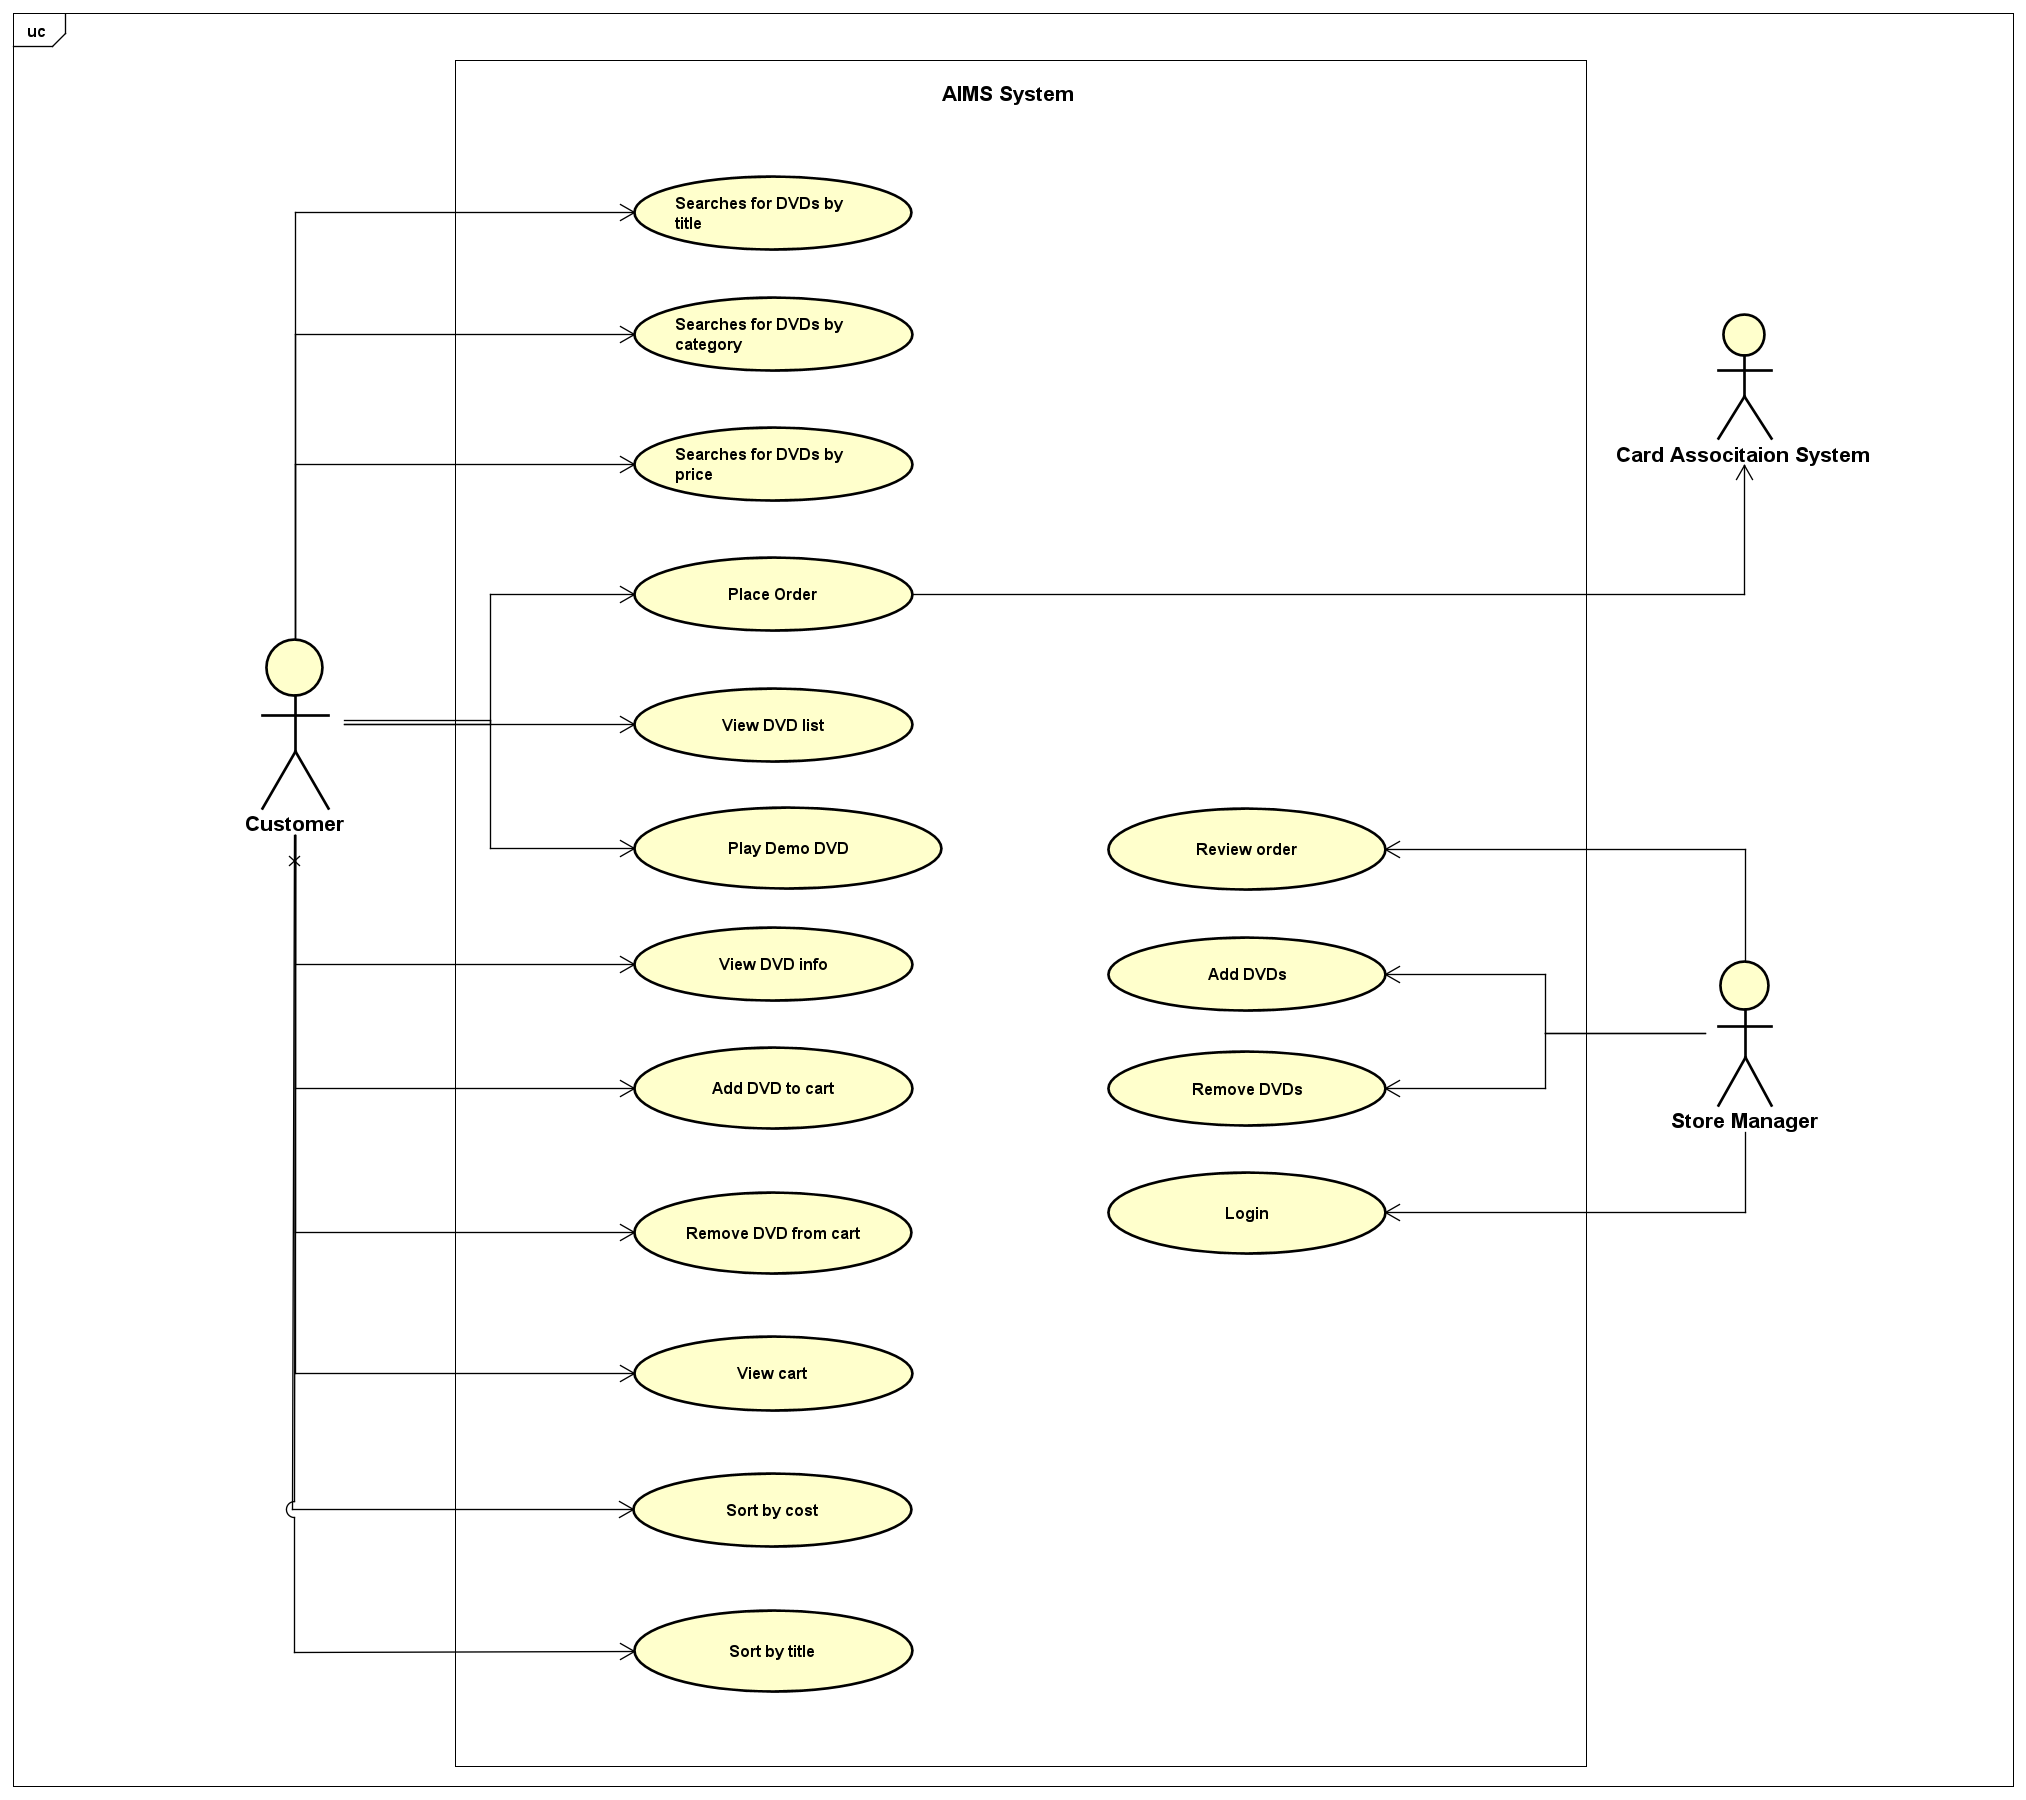 uc
AIMS System
Searches for DVDs by
title
Searches for DVDs by
category
Searches for DVDs by
price
Card Associtaion System
Place Order
View DVD list
Customer
Play Demo DVD
Review order
View DVD info
Add DVDs
Add DVD to cart
Remove DVDs
Store Manager
Remove DVD from cart
Login
View cart
Sort by cost
Sort by title